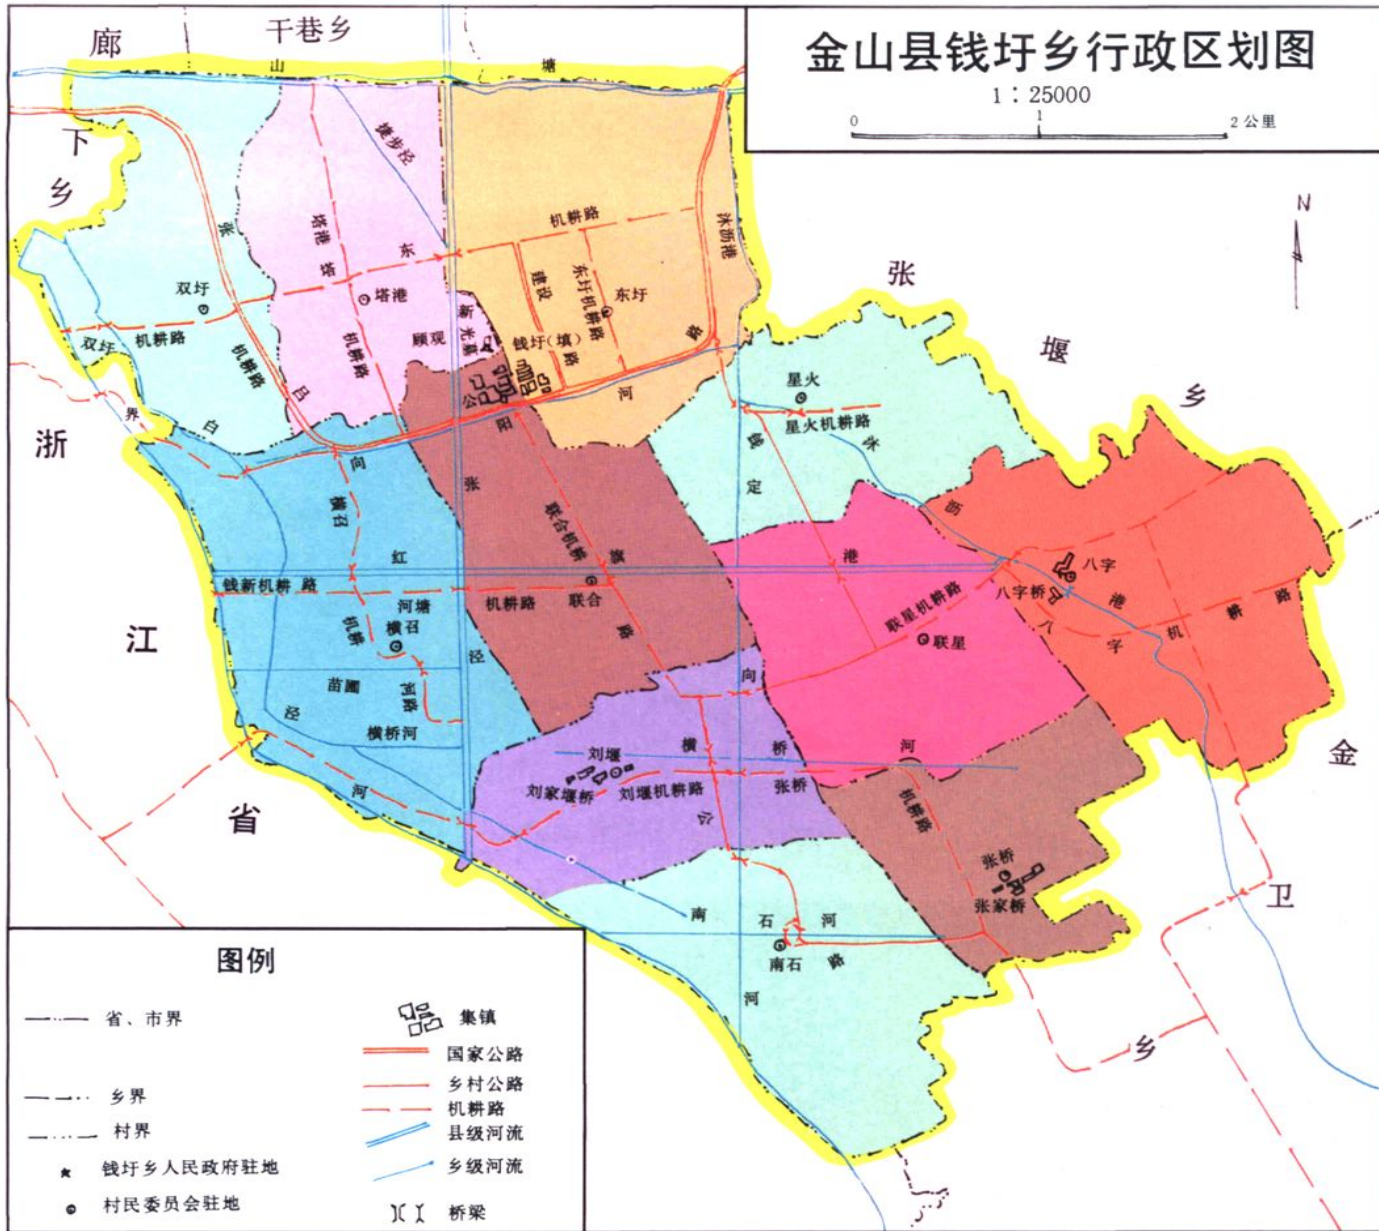 金山县钱圩乡行政区划图
1：25000
0 1 2公里
N
廊
下
乡
干巷乡
山
塘
张
堰
乡
金
卫
乡
浙
江
省
捷步泾
塔港
机耕路
塔港
东
机耕路
建设
路
东圩机耕路
东圩
沐沥港
双圩
双圩
机耕路
张
机耕路
白
界
吕
顾观
新光墓
钱圩（填）
公
阳
河
路
向
张
泾
星火
星火机耕路
钱
定
沐
沥
港
横召
机耕
河路
红
旗
港
钱新机耕路
河塘
横召
机耕路
联合机耕
路
联合
苗圃
横桥河
泾
河
联星机耕路
联星
八字
八字桥
八字机耕路
向
横
桥
河
刘堰
刘家堰桥
刘堰机耕路
张桥
机耕路
公
张桥
张家桥
南
石
河
南石
路
河
图例
省、市界
乡界
村界
钱圩乡人民政府驻地
村民委员会驻地
集镇
国家公路
乡村公路
机耕路
县级河流
乡级河流
桥梁